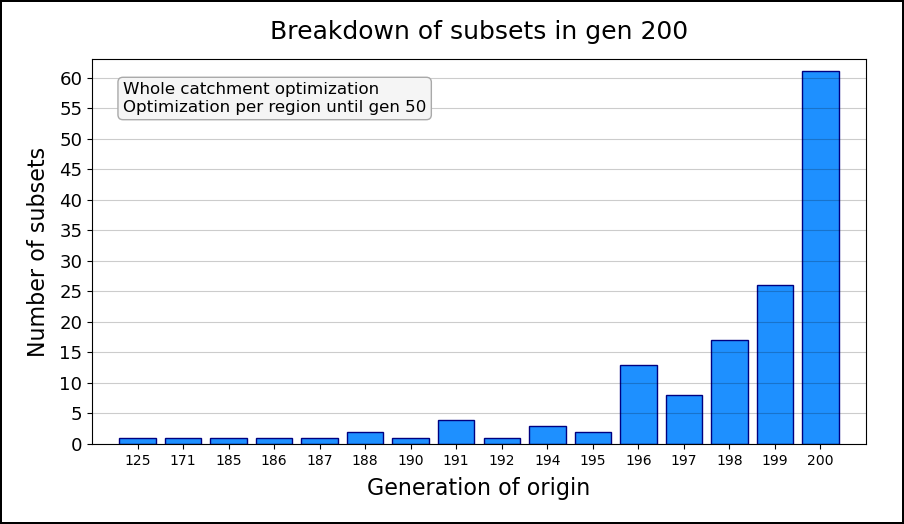 Breakdown of subsets in gen 200
Whole catchment optimization
Optimization per region until gen 50
Number of subsets
60
55
50
45
40
35
30
25
20
15
10
5
0
125 171 185 186 187 188 190 191 192 194 195 196 197 198 199 200
Generation of origin